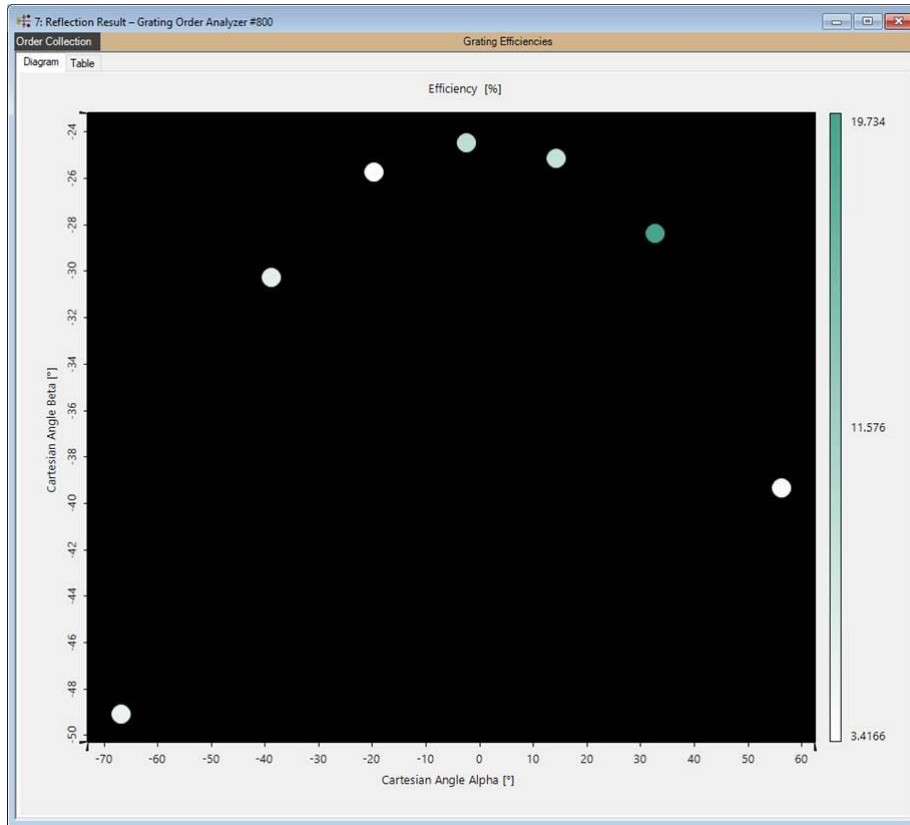 7: Reflection Result – Grating Order Analyzer #800
Order Collection
Grating Efficiencies
Diagram
Table
Efficiency [%]
-24
-26
-28
-30
-32
-34
-36
-38
-40
-42
-44
-46
-48
-50
Cartesian Angle Beta [°]
19.734
11.576
3.4166
-70 -60 -50 -40 -30 -20 -10 0 10 20 30 40 50 60
Cartesian Angle Alpha [°]